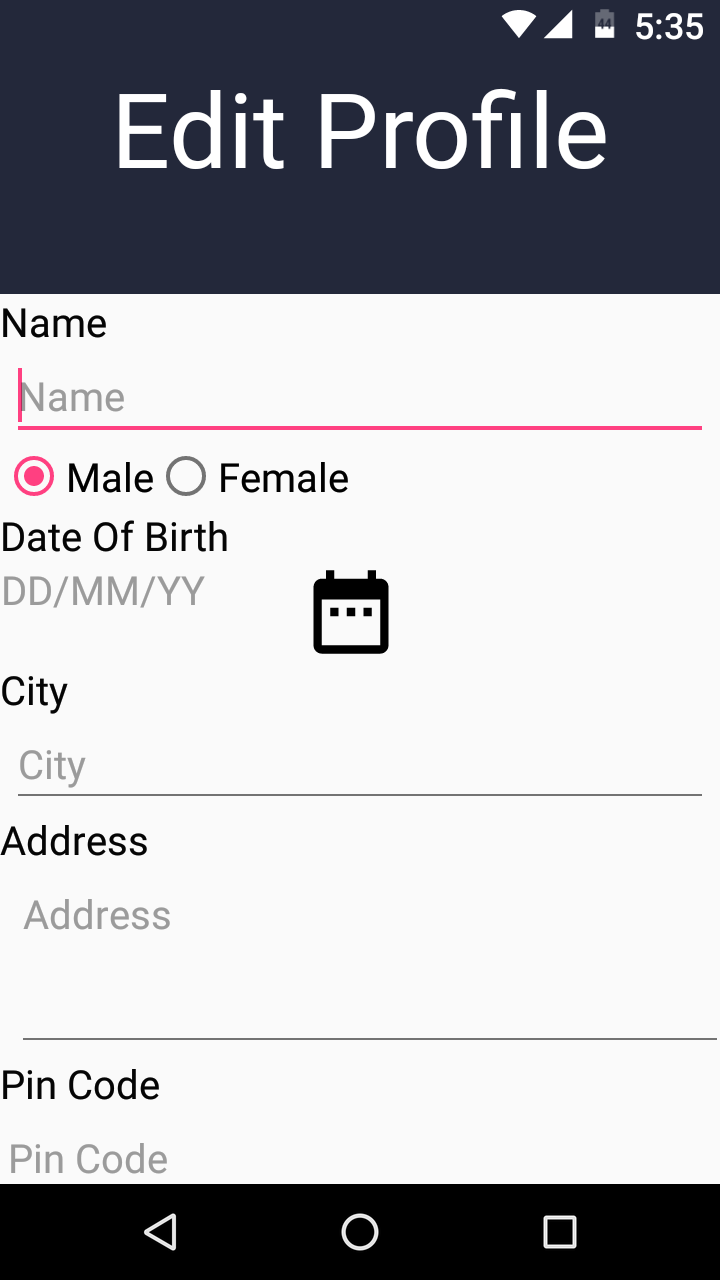 44 5:35
Edit Profile
Name
Name
Male Female
Date Of Birth
DD/MM/YY
City
City
Address
Address
Pin Code
Pin Code